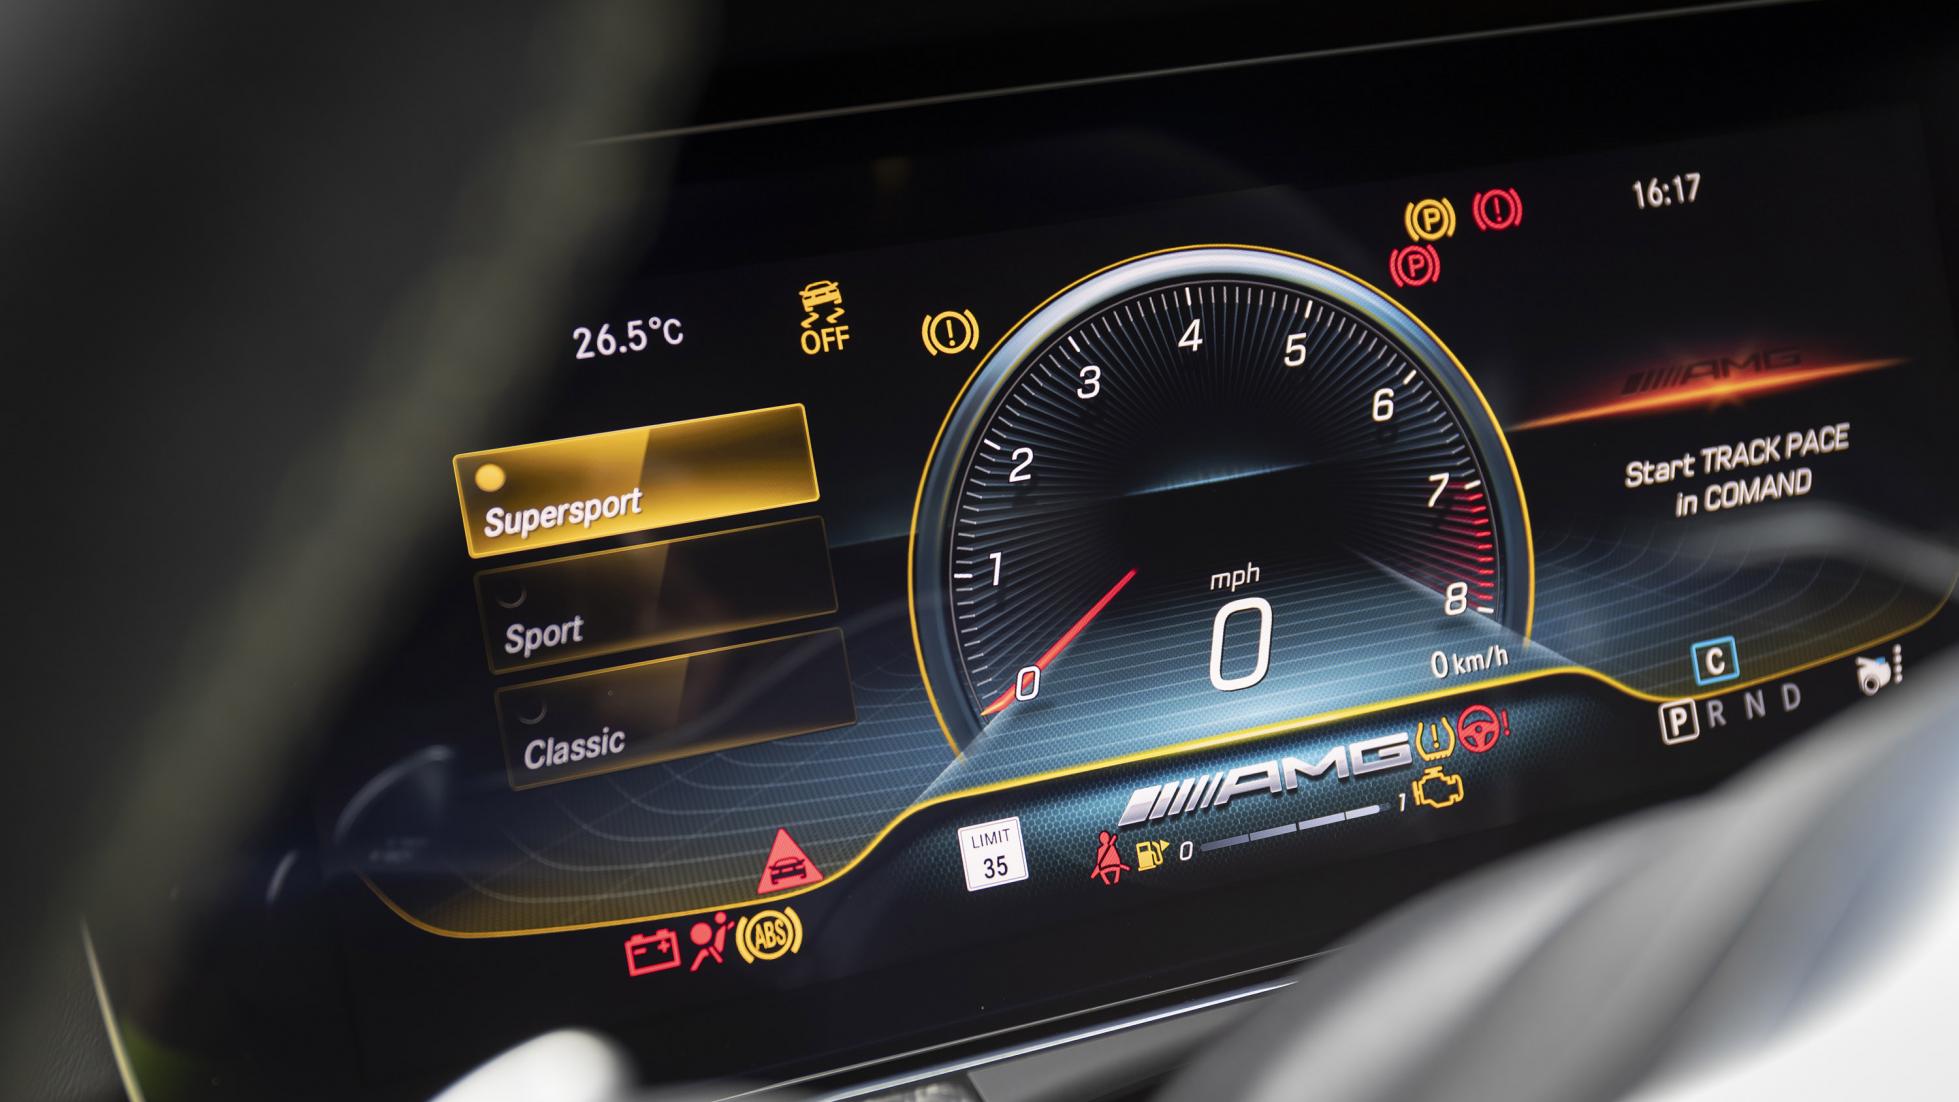 16:17
26.5°C
OFF
P
P
Supersport
Sport
Classic
0
1
2
3
4
5
6
7
8
mph
0
0 km/h
AMG
Start TRACK PACE
in COMAND
C
P R N D
AMG
0
1
LIMIT
35
ABS